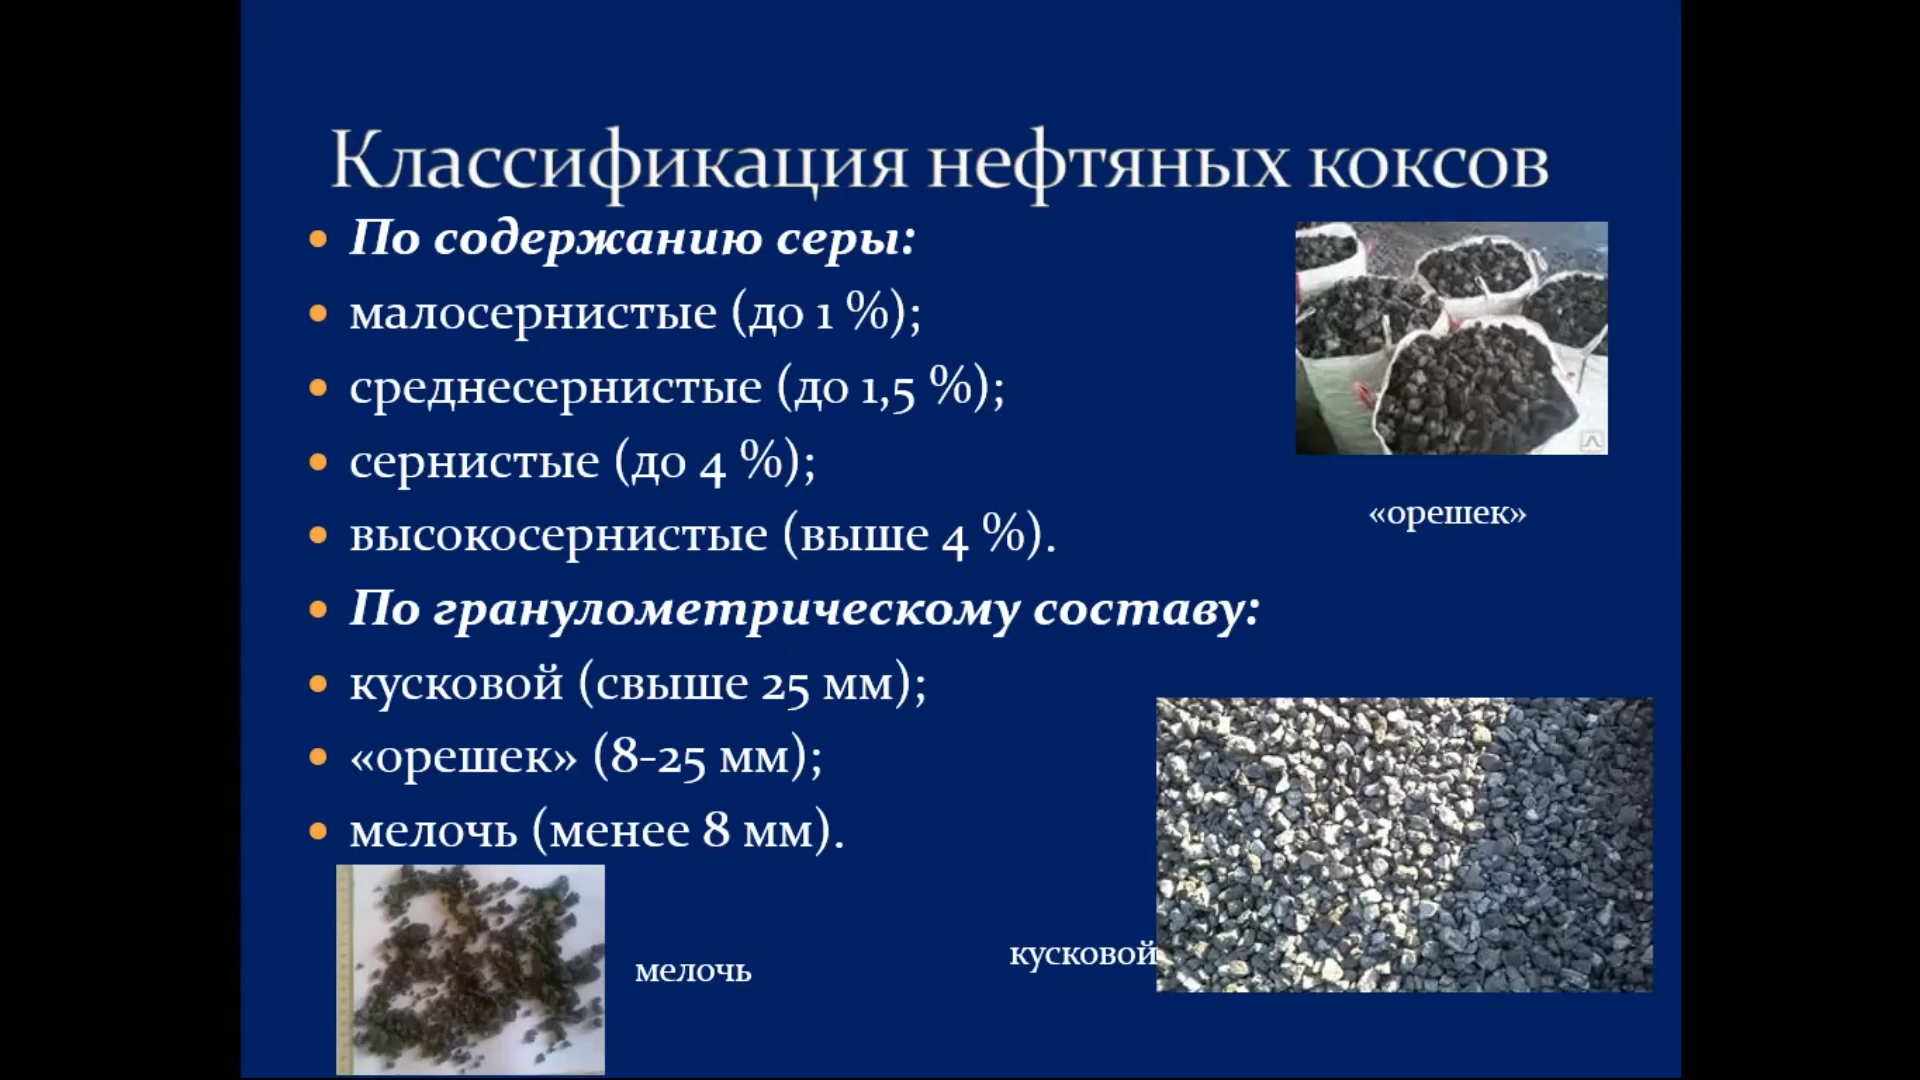 Классификация нефтяных коксов
По содержанию серы:
малосернистые (до 1 %);
среднесернистые (до 1,5 %);
сернистые (до 4 %);
высокосернистые (выше 4 %).
По гранулометрическому составу:
кусковой (свыше 25 мм);
«орешек» (8-25 мм);
мелочь (менее 8 мм).
«орешек»
кусковой
мелочь